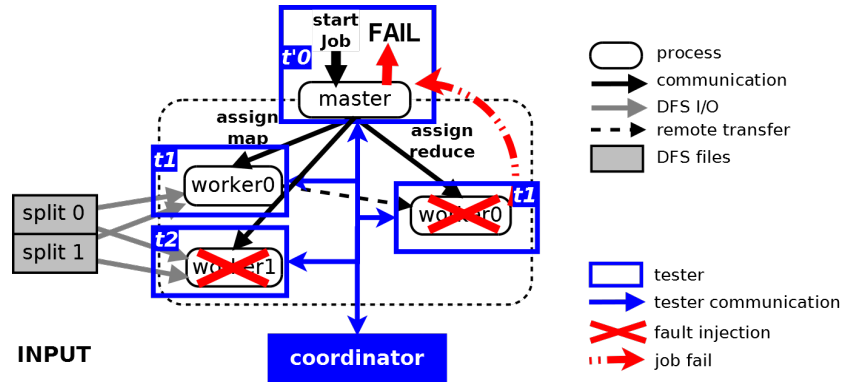 start
Job
FAIL
t'0
master
assign
map
assign
reduce
t1
worker0
t1
worker0
split 0
split 1
t2
worker1
INPUT
coordinator
process
communication
DFS I/O
remote transfer
DFS files
tester
tester communication
fault injection
job fail